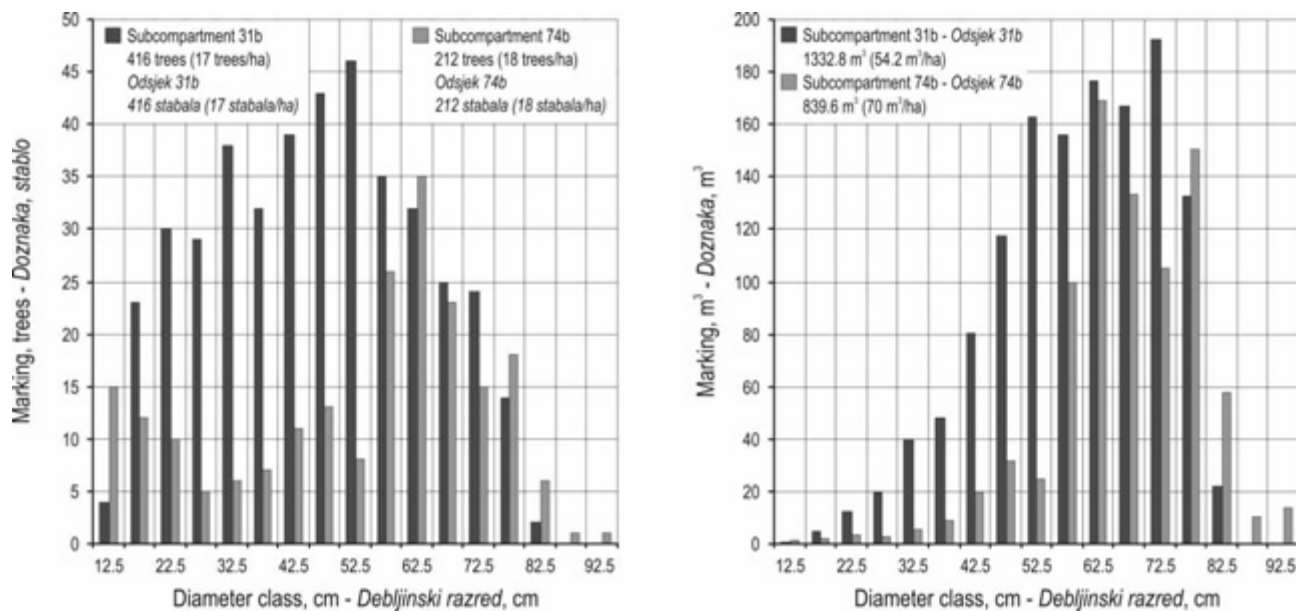 Subcompartment 31b
416 trees (17 trees/ha)
Odsjek 31b
416 stabala (17 stabala/ha)
Subcompartment 74b
212 trees (18 trees/ha)
Odsjek 74b
212 stabala (18 stabala/ha)
Marking, trees - Doznaka, stablo
50
45
40
35
30
25
20
15
10
5
0
12.5 22.5 32.5 42.5 52.5 62.5 72.5 82.5 92.5
Diameter class, cm - Debljinski razred, cm
Subcompartment 31b - Odsjek 31b
1332.8 m³ (54.2 m³/ha)
Subcompartment 74b - Odsjek 74b
839.6 m³ (70 m³/ha)
Marking, m³ - Doznaka, m³
200
180
160
140
120
100
80
60
40
20
0
12.5 22.5 32.5 42.5 52.5 62.5 72.5 82.5 92.5
Diameter class, cm - Debljinski razred, cm